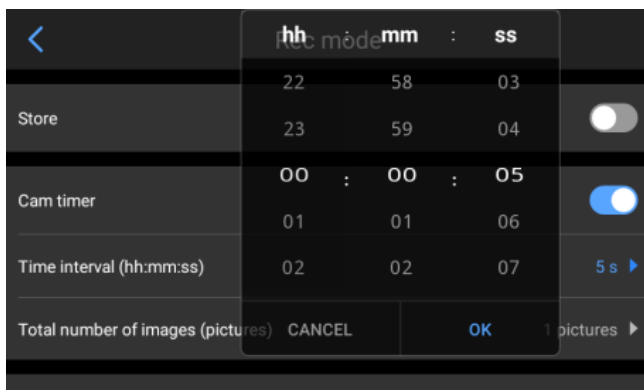 Rec mode
hh : mm : ss
22 58 03
Store
23 59 04
00 : 00 : 05
Cam timer
01 01 06
Time interval (hh:mm:ss)
02 02 07
5 s
Total number of images (pictures)
CANCEL
OK
1 pictures